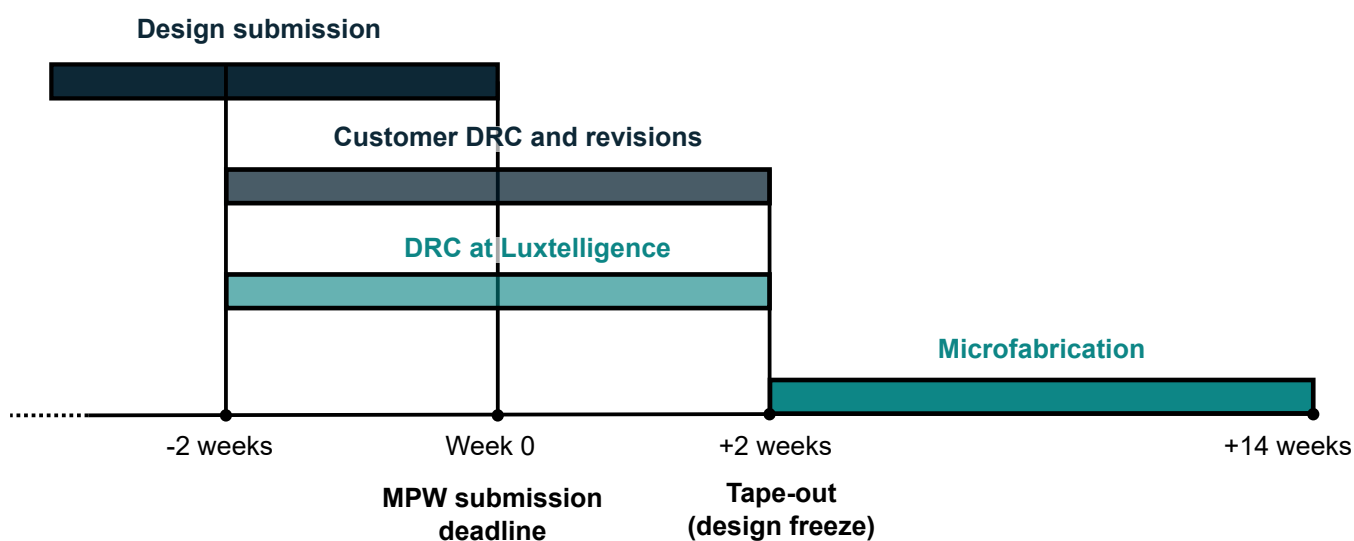 Design submission
Customer DRC and revisions
DRC at Luxtelligence
Microfabrication
-2 weeks
Week 0
+2 weeks
+14 weeks
MPW submission
deadline
Tape-out
(design freeze)